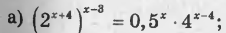 а) (2^{x+4})^{x-3} = 0,5^x · 4^{x-4};